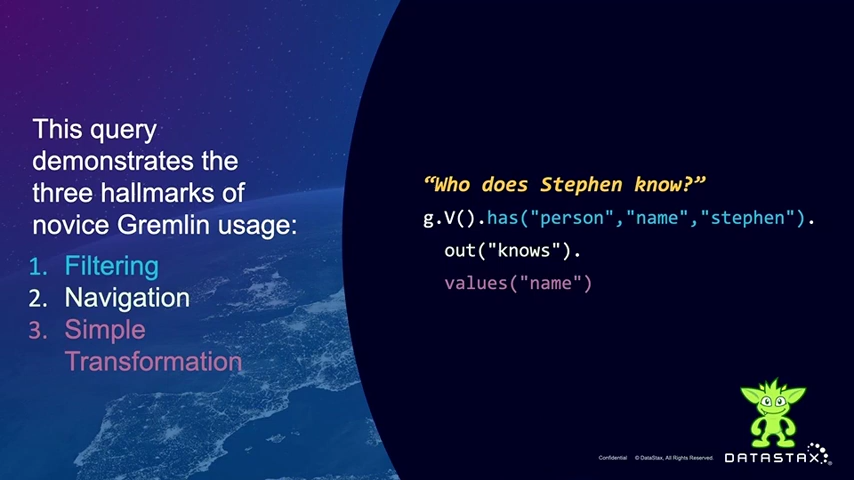 This query
demonstrates the
three hallmarks of
novice Gremlin usage:
1. Filtering
2. Navigation
3. Simple
Transformation
“Who does Stephen know?”
g.V().has("person","name","stephen").
out("knows").
values("name")
Confidential © DataStax, All Rights Reserved.
DATASTAX